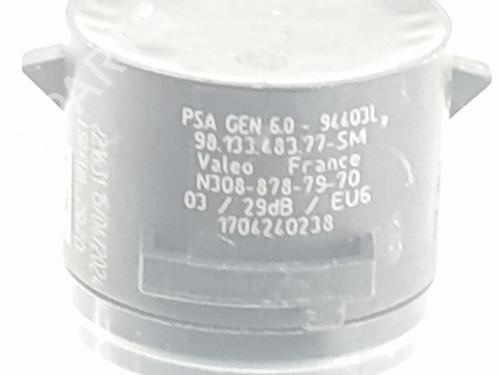 PSA GEN 6.0 - 94403L
98.133.483.77-SM
Valeo France
N308-878-79-70
03 / 29dB / EU6
1704240238